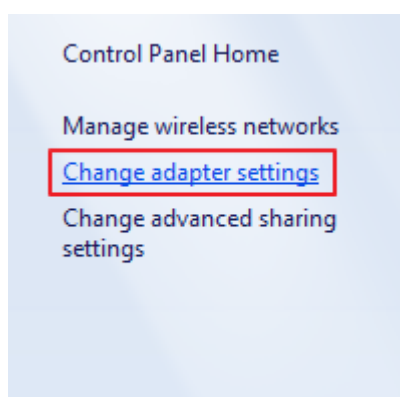 Control Panel Home
Manage wireless networks
Change adapter settings
Change advanced sharing
settings